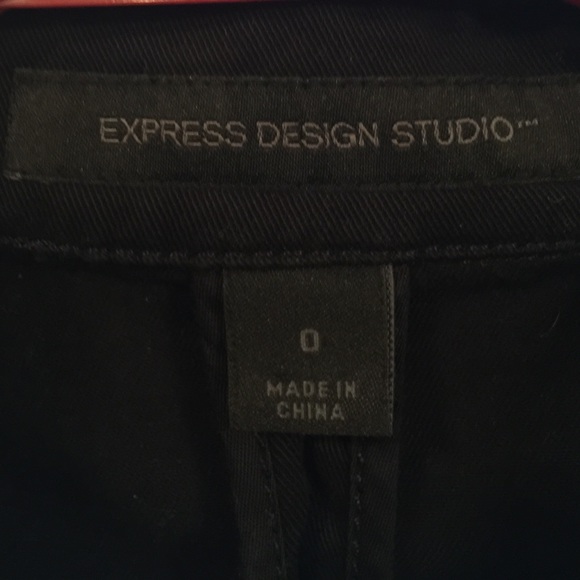 EXPRESS DESIGN STUDIO™
0
MADE IN
CHINA